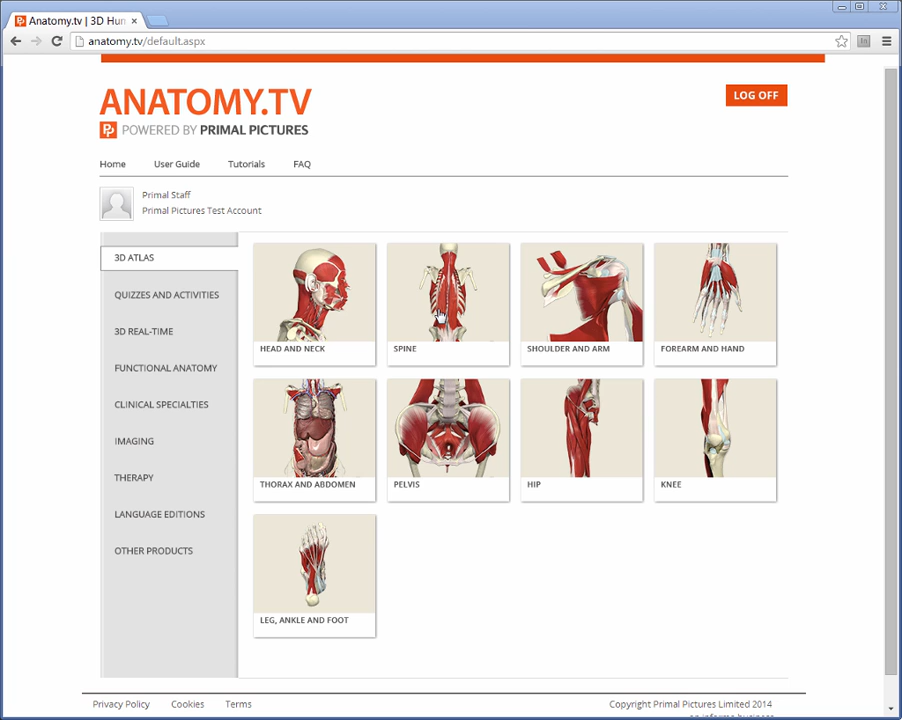 Anatomy.tv | 3D Hun
anatomy.tv/default.aspx
ANATOMY.TV
LOG OFF
POWERED BY PRIMAL PICTURES
Home User Guide Tutorials FAQ
Primal Staff
Primal Pictures Test Account
3D ATLAS
QUIZZES AND ACTIVITIES
3D REAL-TIME
FUNCTIONAL ANATOMY
CLINICAL SPECIALTIES
IMAGING
THERAPY
LANGUAGE EDITIONS
OTHER PRODUCTS
HEAD AND NECK
SPINE
SHOULDER AND ARM
FOREARM AND HAND
THORAX AND ABDOMEN
PELVIS
HIP
KNEE
LEG, ANKLE AND FOOT
Privacy Policy Cookies Terms
Copyright Primal Pictures Limited 2014
an informa business